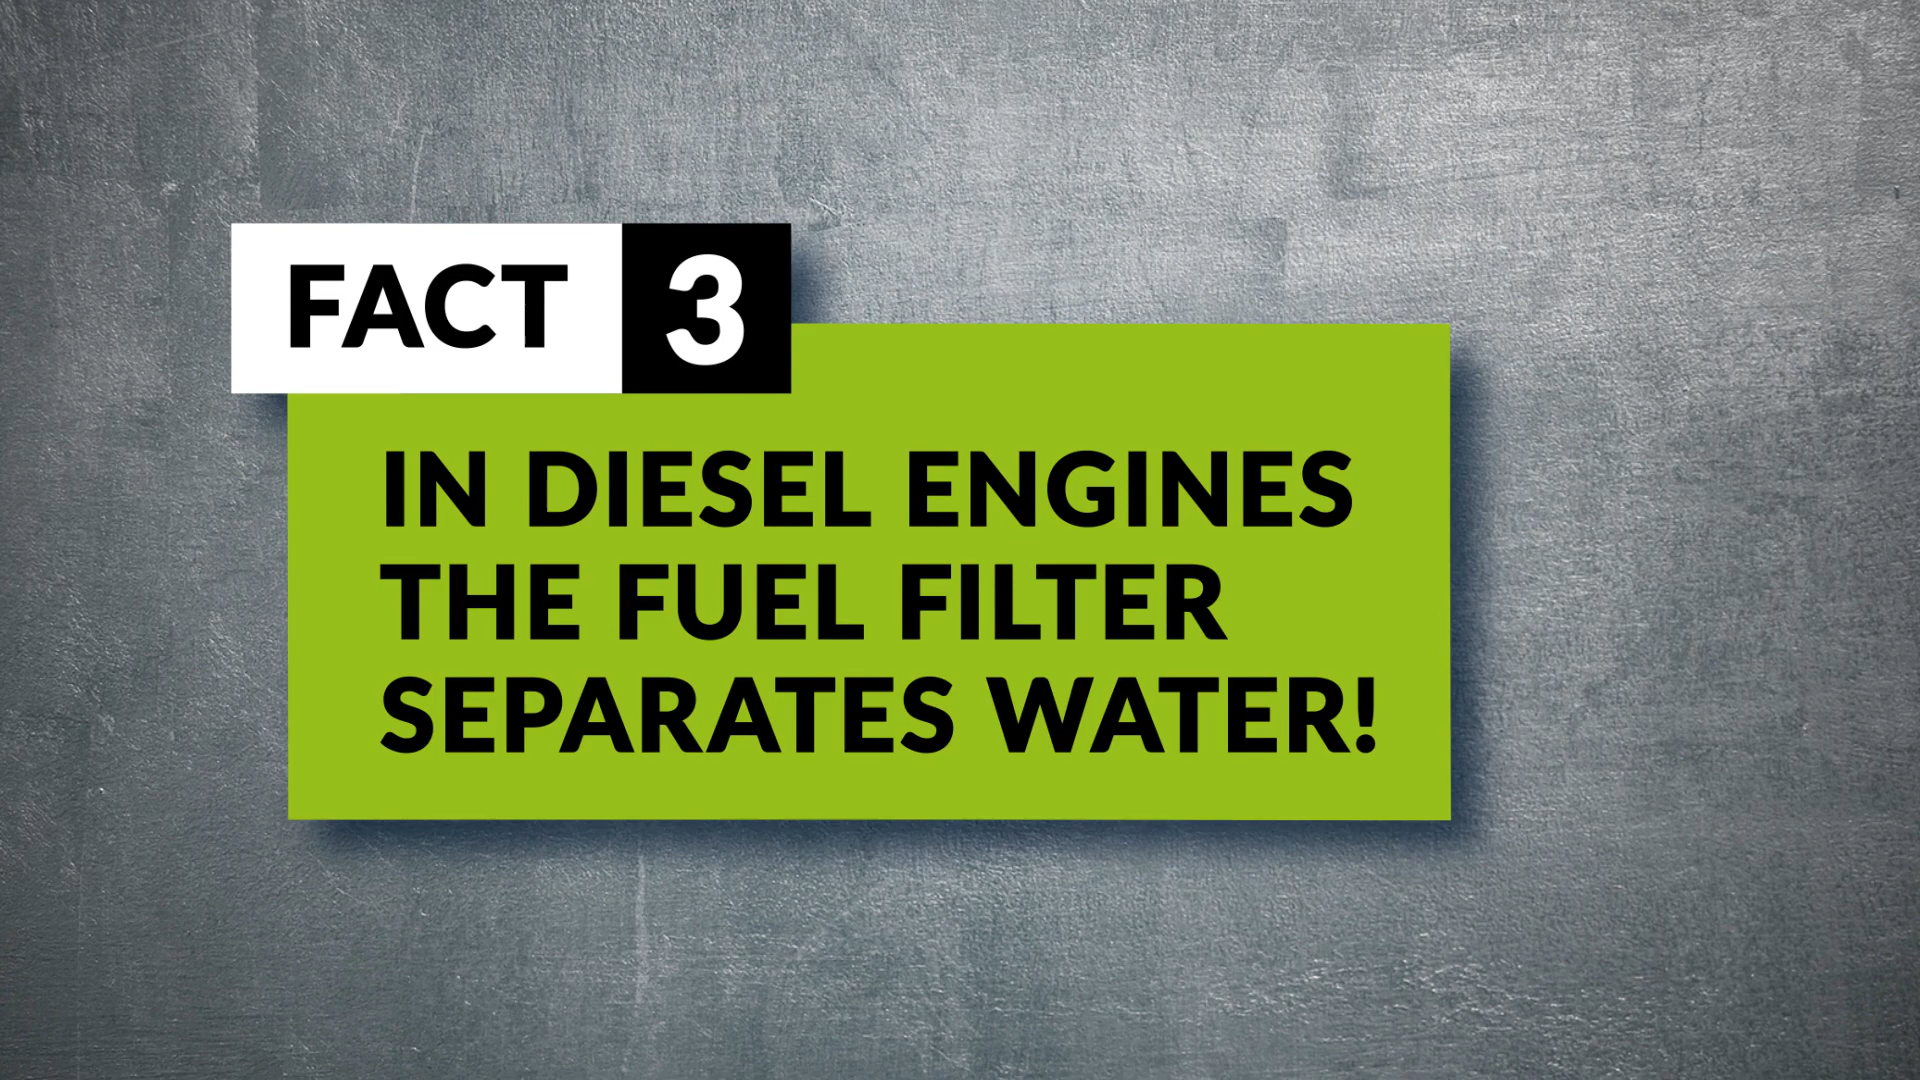 FACT 3
IN DIESEL ENGINES
THE FUEL FILTER
SEPARATES WATER!